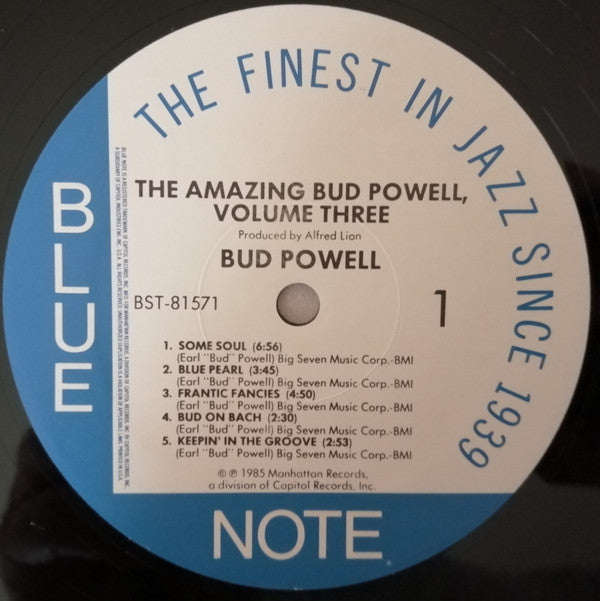 THE FINEST IN JAZZ SINCE 1939
BLUE
NOTE
THE AMAZING BUD POWELL,
VOLUME THREE
Produced by Alfred Lion
BUD POWELL
BST-81571
1
1. SOME SOUL (6:56)
(Earl "Bud" Powell) Big Seven Music Corp.-BMI
2. BLUE PEARL (3:45)
(Earl "Bud" Powell) Big Seven Music Corp.-BMI
3. FRANTIC FANCIES (4:50)
(Earl "Bud" Powell) Big Seven Music Corp.-BMI
4. BUD ON BACH (2:30)
(Earl "Bud" Powell) Big Seven Music Corp.-BMI
5. KEEPIN' IN THE GROOVE (2:53)
(Earl "Bud" Powell) Big Seven Music Corp.-BMI
© ℗ 1985 Manhattan Records,
a division of Capitol Records, Inc.